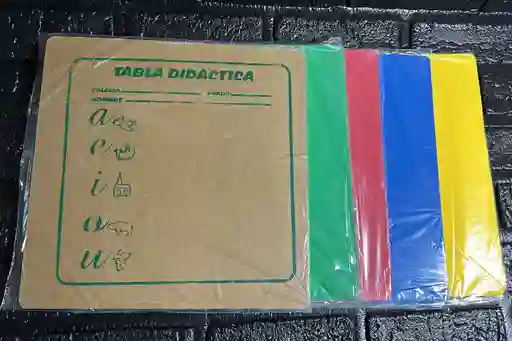 TABLA DIDACTICA
COLEGIO GRADO
NOMBRE
a
e
i
o
u